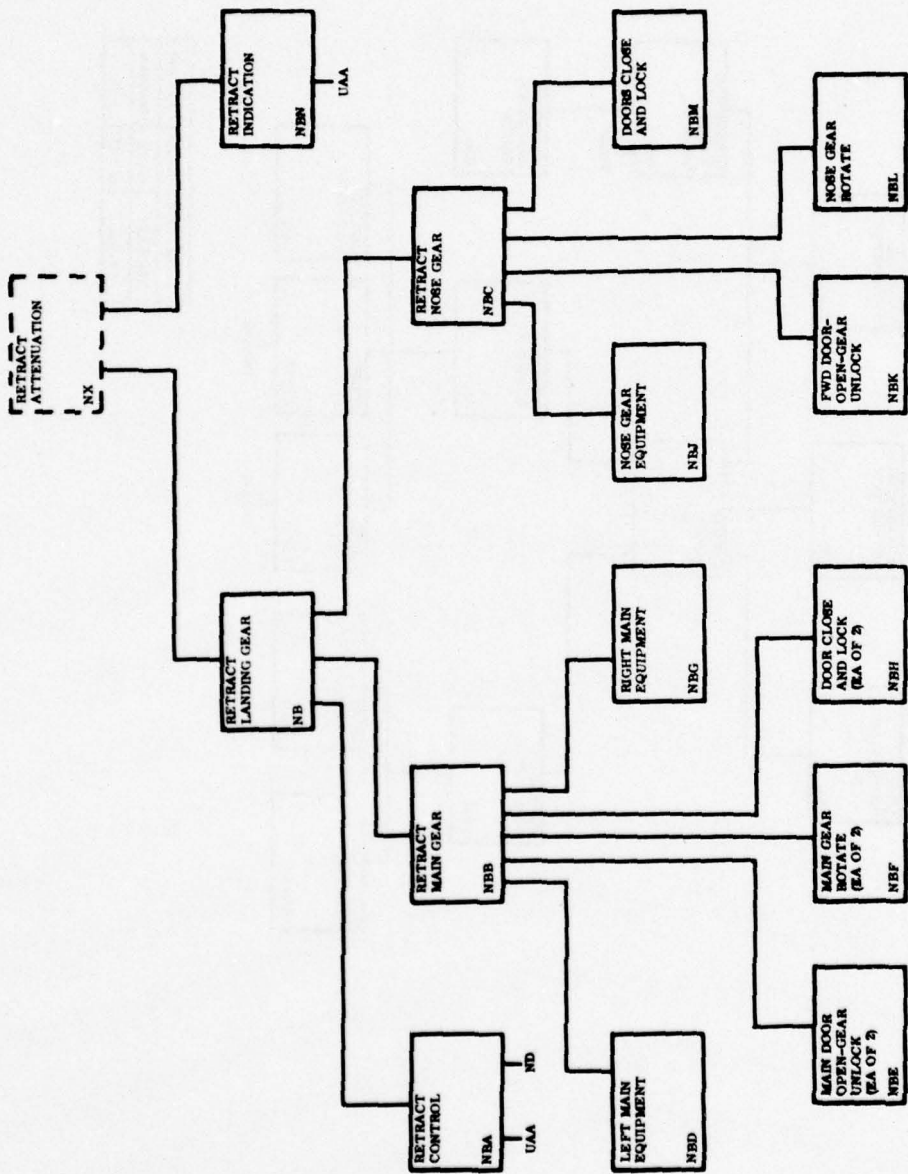 RETRACT
ATTENUATION
NX
RETRACT
LANDING GEAR
NB
RETRACT
INDICATION
NBN
UAA
RETRACT
CONTROL
NBA
UAA
ND
RETRACT
MAIN GEAR
NBB
RETRACT
NOSE GEAR
NBC
LEFT MAIN
EQUIPMENT
NBD
RIGHT MAIN
EQUIPMENT
NBG
NOSE GEAR
EQUIPMENT
NBJ
DOORS CLOSE
AND LOCK
NBM
MAIN DOOR
OPEN-GEAR
UNLOCK
(EA OF 2)
NBE
MAIN GEAR
ROTATE
(EA OF 2)
NBF
DOOR CLOSE
AND LOCK
(EA OF 2)
NBH
FWD DOOR-
OPEN-GEAR
UNLOCK
NBK
NOSE GEAR
ROTATE
NBL